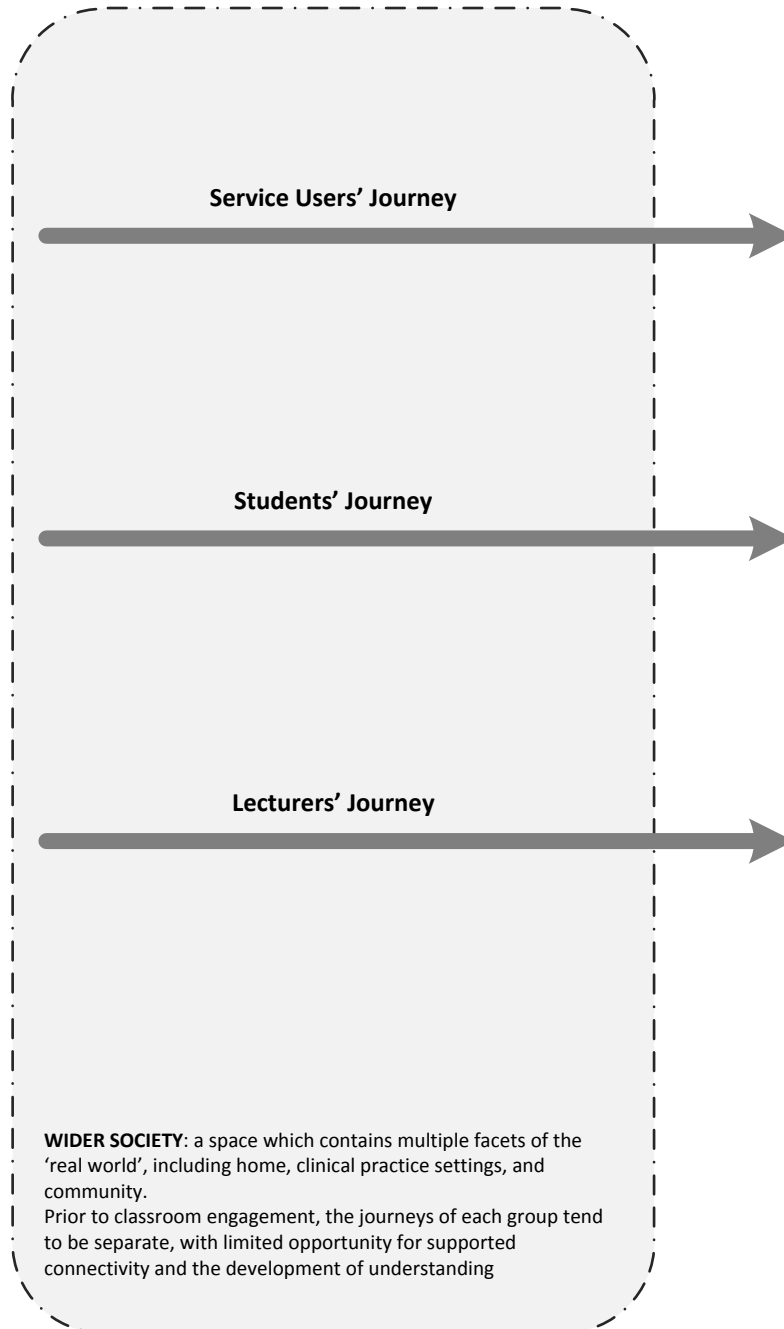 Service Users’ Journey
Students’ Journey
Lecturers’ Journey
WIDER SOCIETY: a space which contains multiple facets of the
‘real world’, including home, clinical practice settings, and
community.
Prior to classroom engagement, the journeys of each group tend
to be separate, with limited opportunity for supported
connectivity and the development of understanding